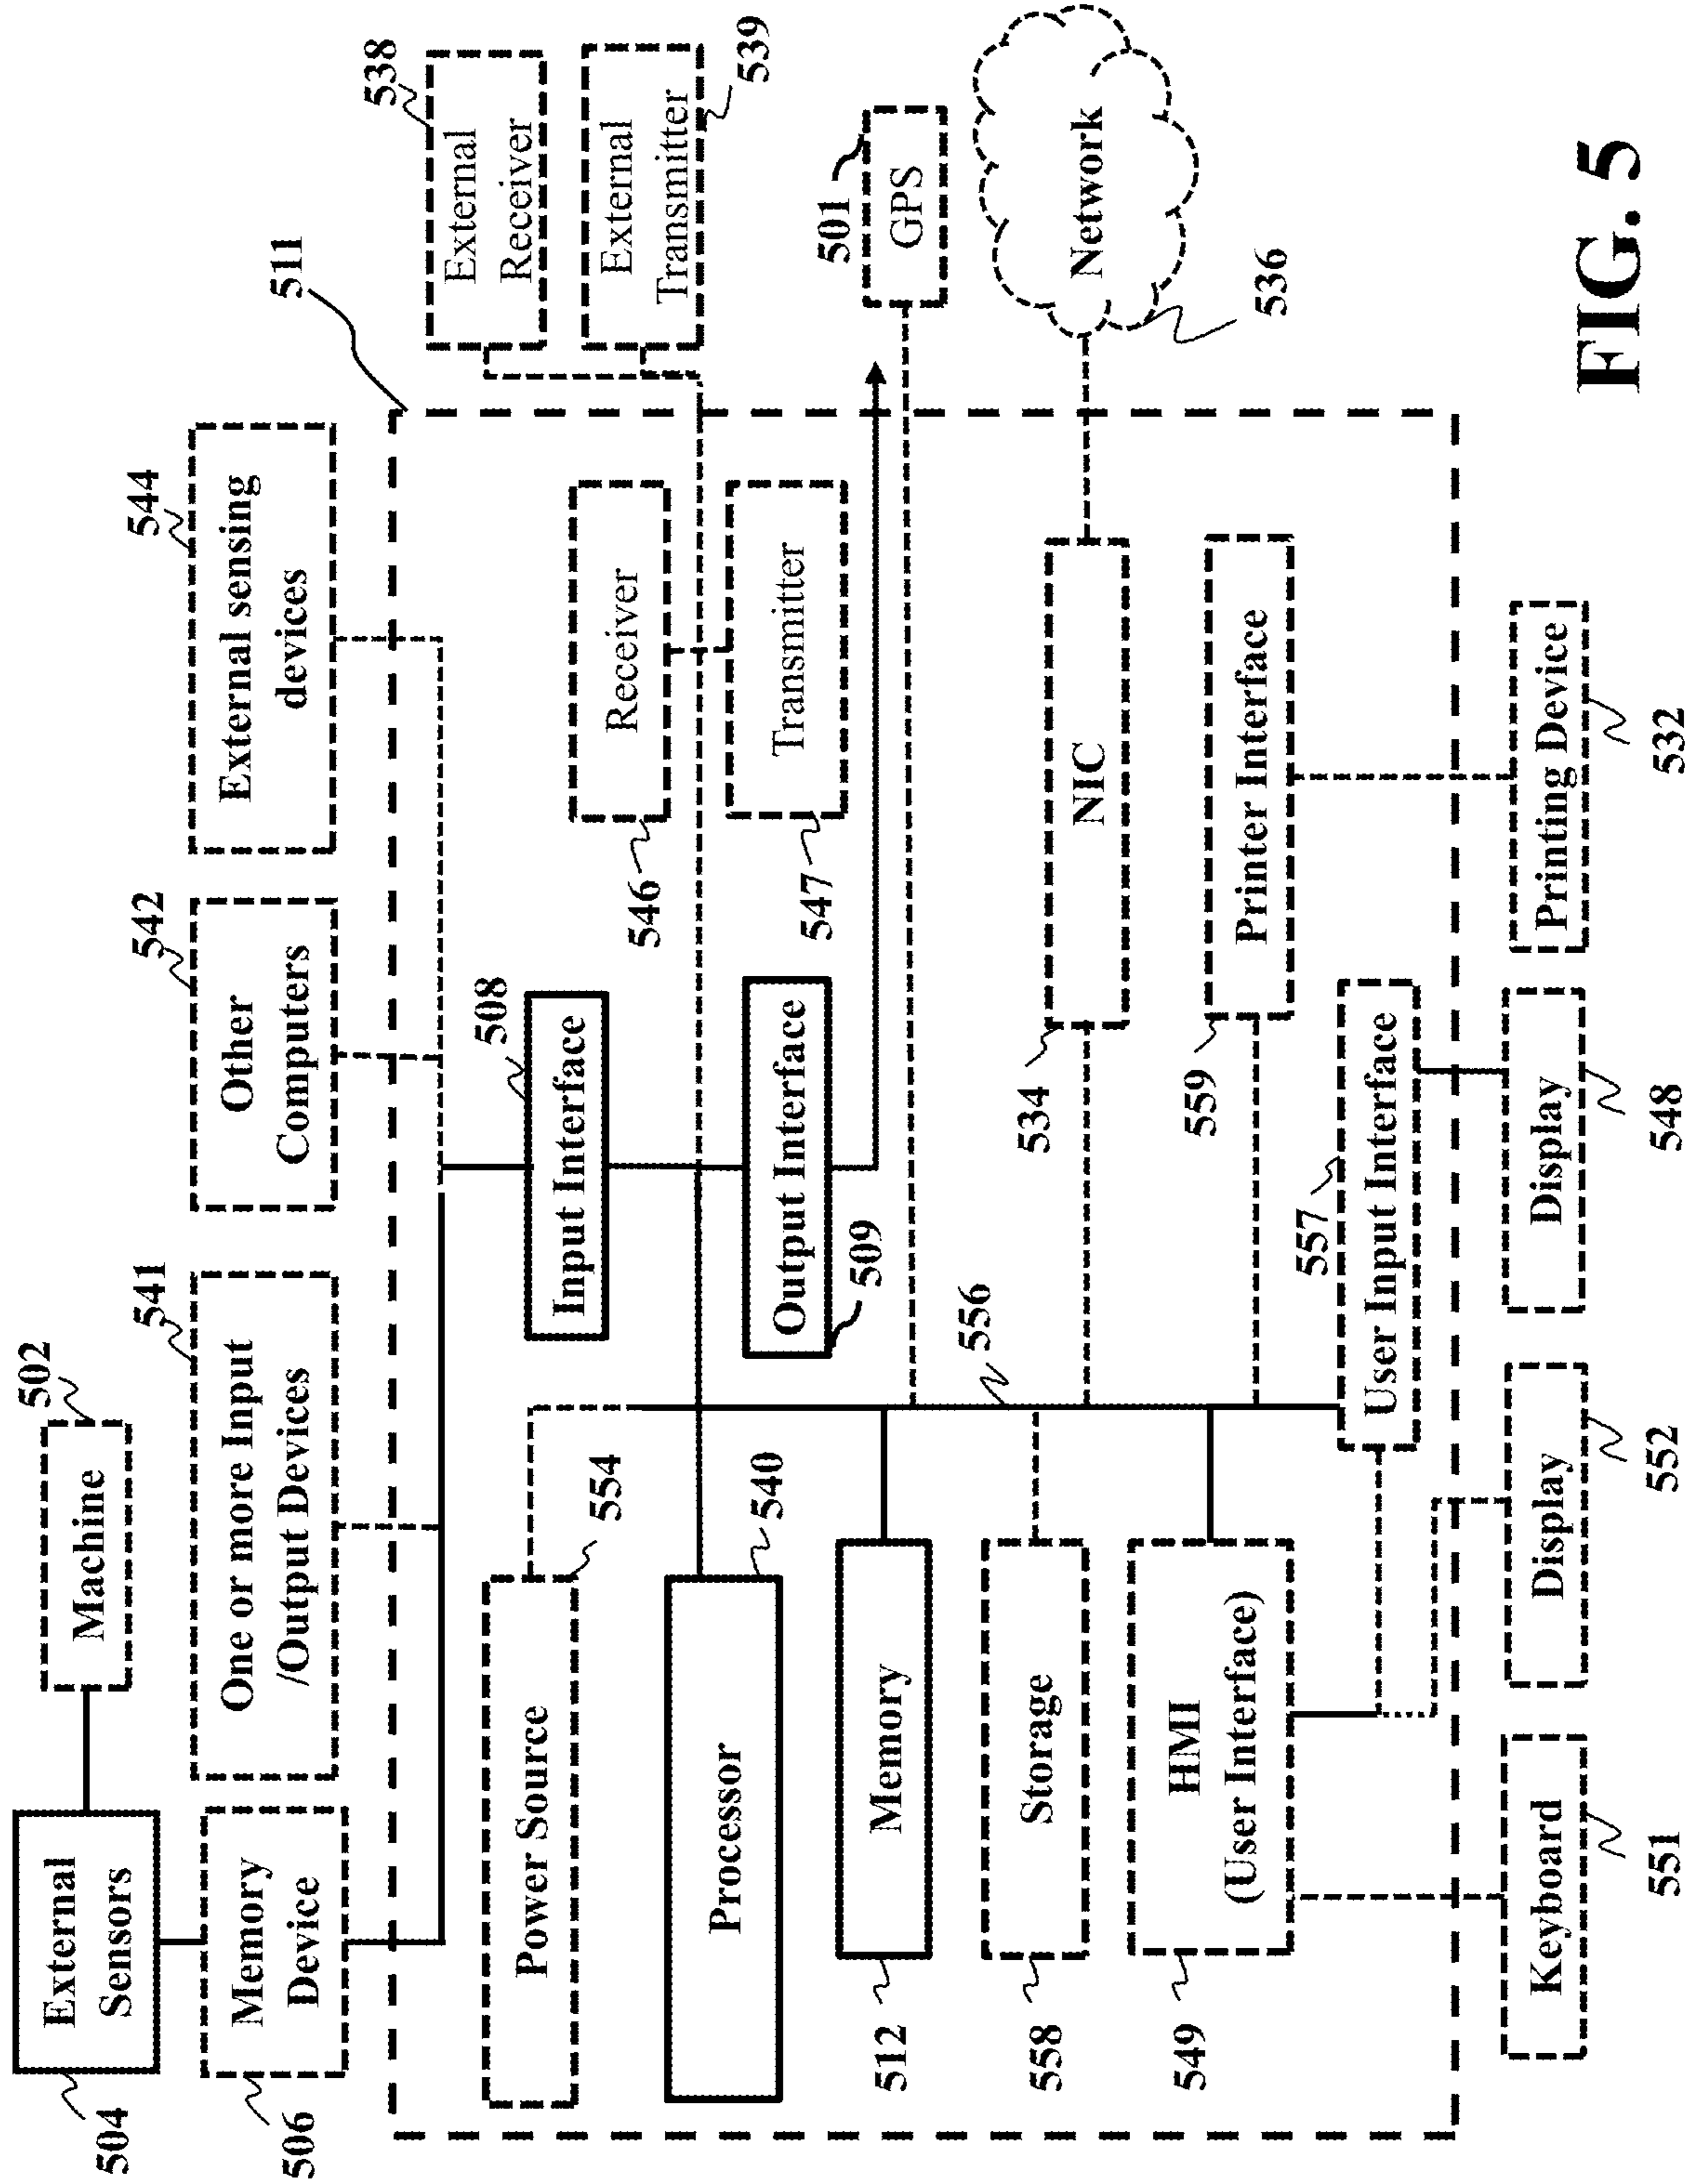 502
504
External
Sensors
Machine
541
542
544
506
Memory
Device
One or more Input
/Output Devices
Other
Computers
External sensing
devices
511
538
External
Receiver
External
Transmitter
539
554
Power Source
508
Input Interface
546
Receiver
540
Processor
Output Interface
509
547
Transmitter
501
GPS
512
Memory
556
558
Storage
534
NIC
Network
536
549
HMI
(User Interface)
559
Printer Interface
557
User Input Interface
Keyboard
551
Display
552
Display
548
Printing Device
532
FIG. 5